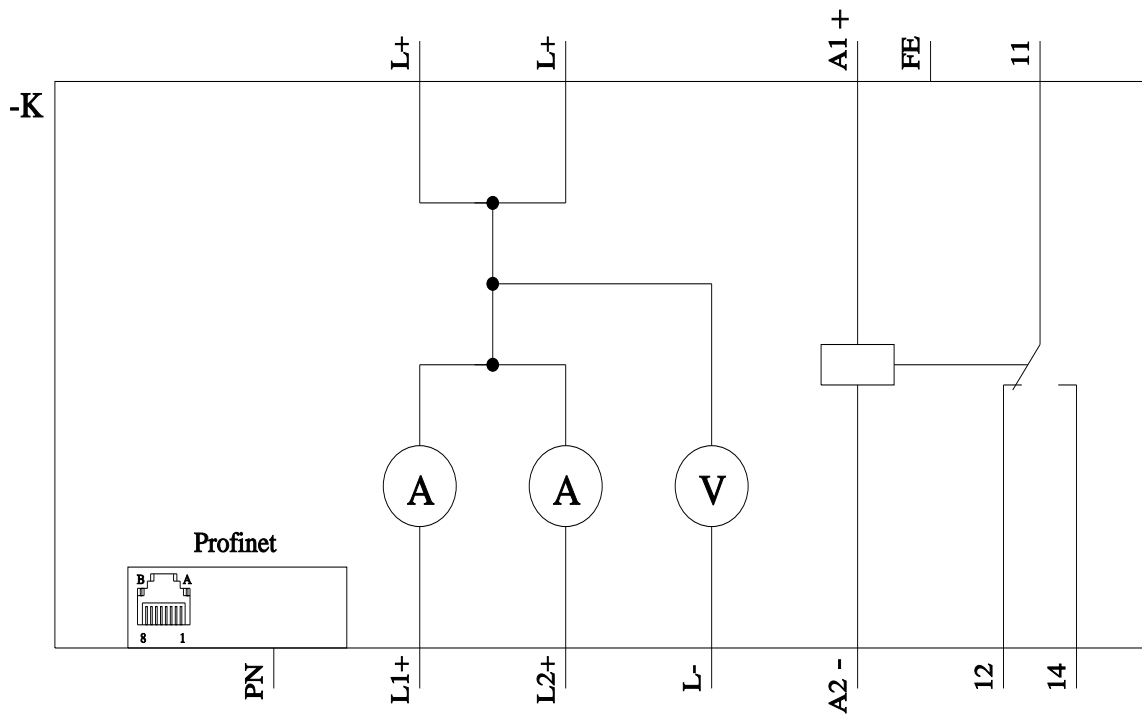 L+
L+
A1 +
FE
11
-K
A
A
V
Profinet
B A
8 1
PN
L1+
L2+
L-
A2 -
12
14